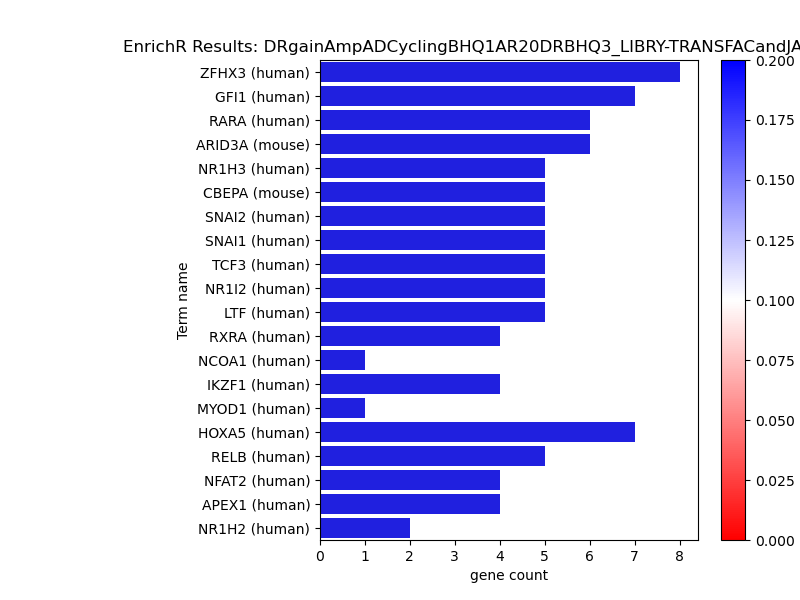 EnrichR Results: DRgainAmpADCyclingBHQ1AR20DRBHQ3_LIBRY-TRANSFACandJA
ZFHX3 (human)
GFI1 (human)
RARA (human)
ARID3A (mouse)
NR1H3 (human)
CBEPA (mouse)
SNAI2 (human)
SNAI1 (human)
TCF3 (human)
NR1I2 (human)
LTF (human)
RXRA (human)
NCOA1 (human)
IKZF1 (human)
MYOD1 (human)
HOXA5 (human)
RELB (human)
NFAT2 (human)
APEX1 (human)
NR1H2 (human)
Term name
0 1 2 3 4 5 6 7 8
gene count
0.200
0.175
0.150
0.125
0.100
0.075
0.050
0.025
0.000